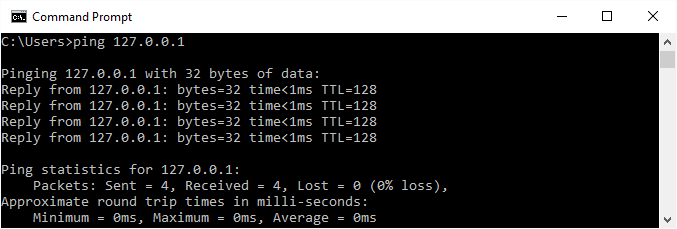 Command Prompt
C:\Users>ping 127.0.0.1
Pinging 127.0.0.1 with 32 bytes of data:
Reply from 127.0.0.1: bytes=32 time<1ms TTL=128
Reply from 127.0.0.1: bytes=32 time<1ms TTL=128
Reply from 127.0.0.1: bytes=32 time<1ms TTL=128
Reply from 127.0.0.1: bytes=32 time<1ms TTL=128
Ping statistics for 127.0.0.1:
    Packets: Sent = 4, Received = 4, Lost = 0 (0% loss),
Approximate round trip times in milli-seconds:
    Minimum = 0ms, Maximum = 0ms, Average = 0ms